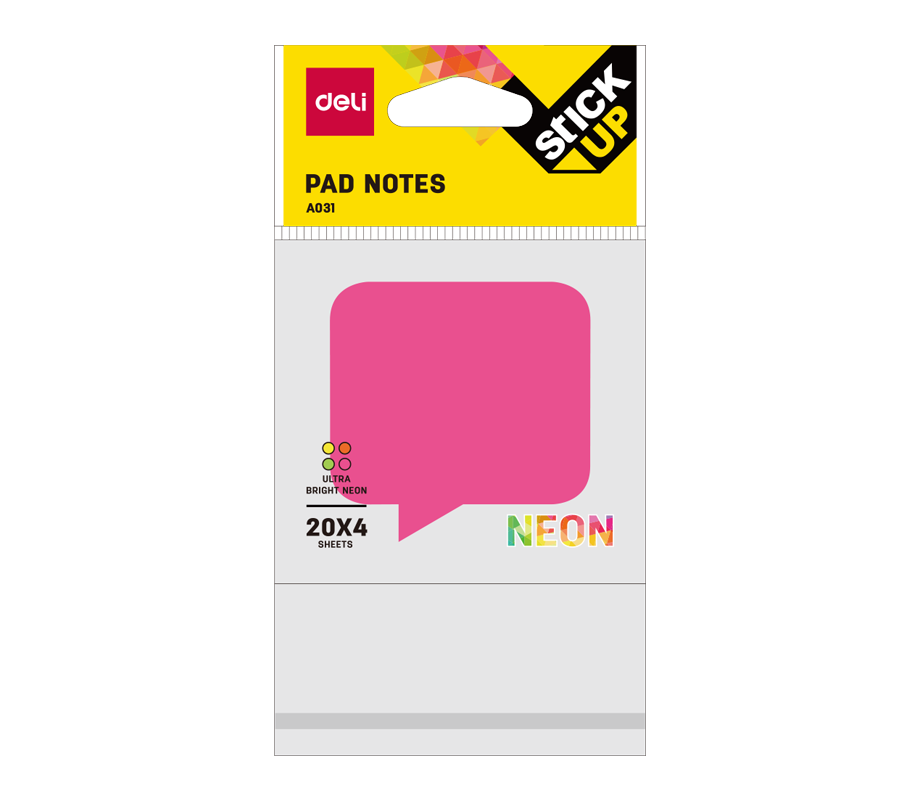 deli
STICK
UP
PAD NOTES
A031
ULTRA
BRIGHT NEON
20X4
SHEETS
NEON